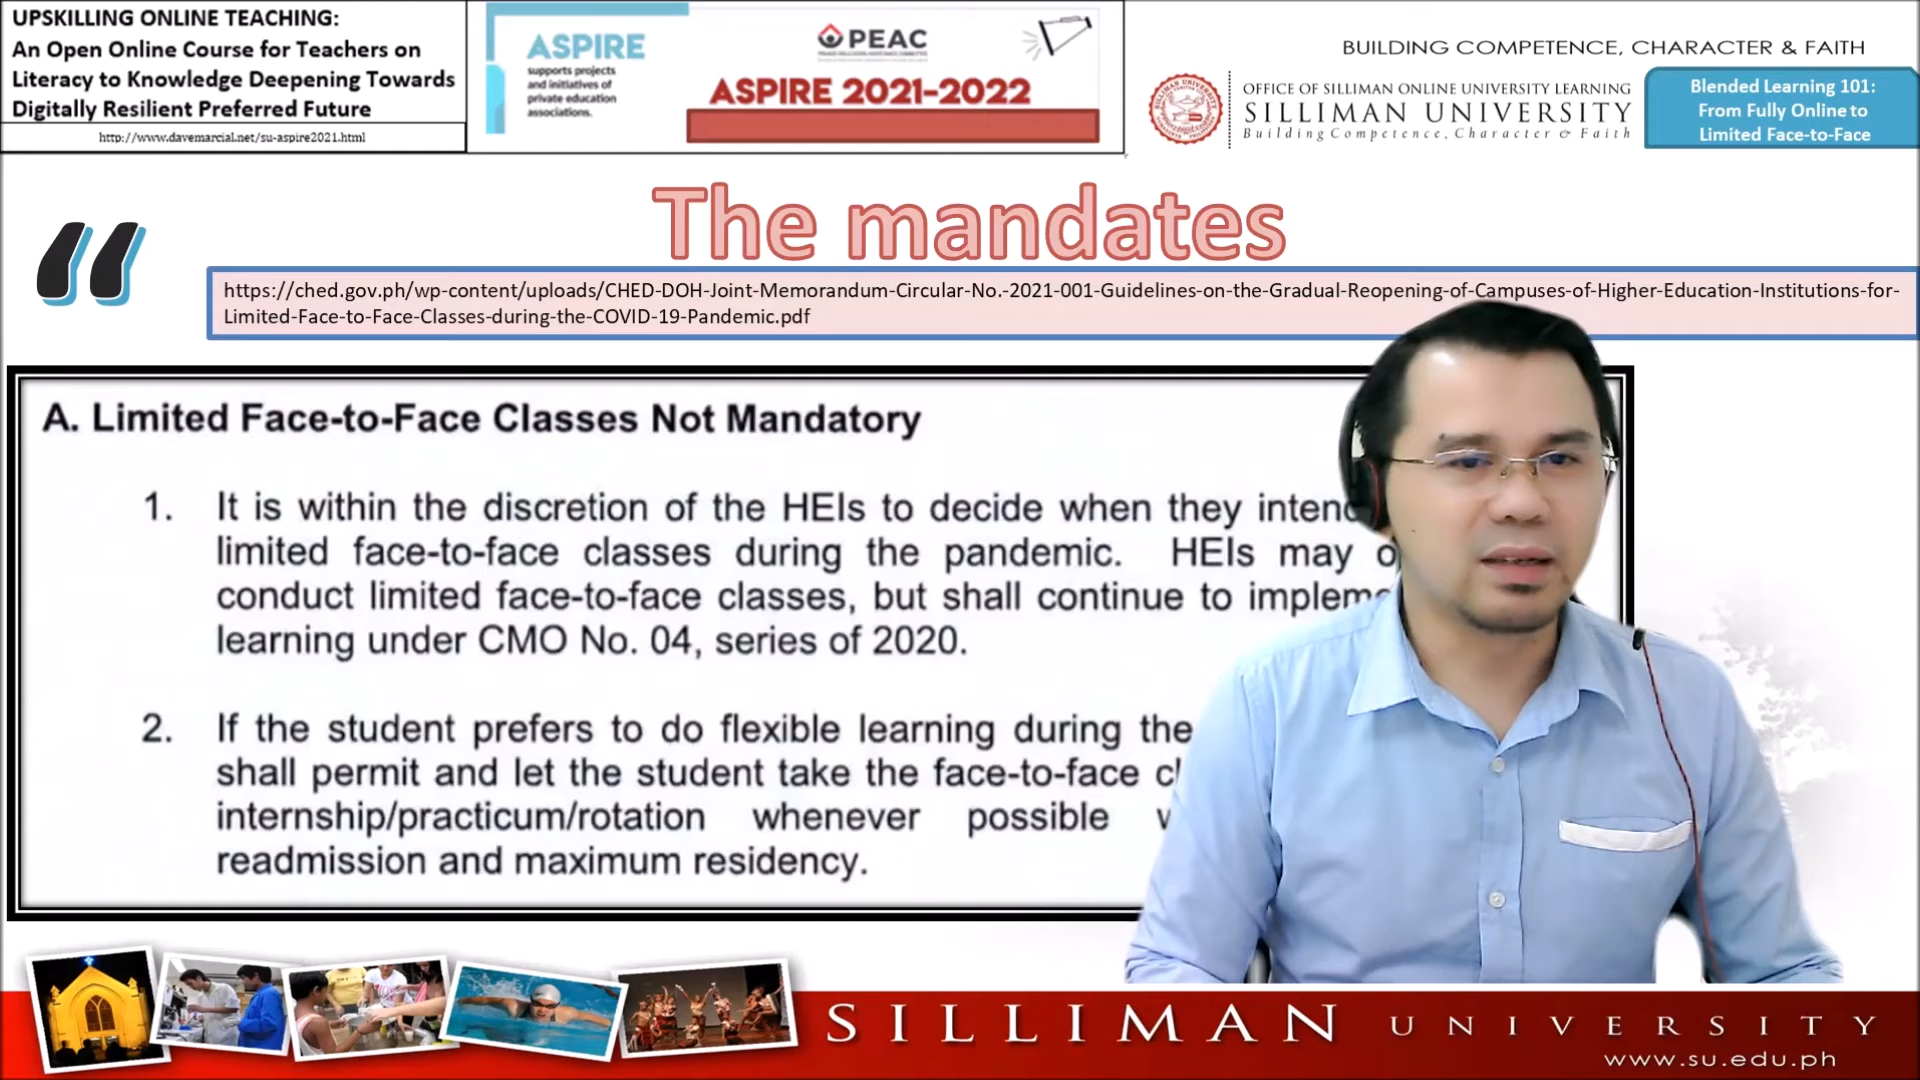 UPSKILLING ONLINE TEACHING:
An Open Online Course for Teachers on
Literacy to Knowledge Deepening Towards
Digitally Resilient Preferred Future
http://www.davemarcial.net/su-aspire2021.html
ASPIRE
supports projects
and initiatives of
private education
associations.
PEAC
ASPIRE 2021-2022
BUILDING COMPETENCE, CHARACTER & FAITH
OFFICE OF SILLIMAN ONLINE UNIVERSITY LEARNING
SILLIMAN UNIVERSITY
Building Competence, Character & Faith
Blended Learning 101:
From Fully Online to
Limited Face-to-Face
The mandates
https://ched.gov.ph/wp-content/uploads/CHED-DOH-Joint-Memorandum-Circular-No.-2021-001-Guidelines-on-the-Gradual-Reopening-of-Campuses-of-Higher-Education-Institutions-for-
Limited-Face-to-Face-Classes-during-the-COVID-19-Pandemic.pdf
A. Limited Face-to-Face Classes Not Mandatory
1. It is within the discretion of the HEIs to decide when they
limited face-to-face classes during the pandemic. HEIs may
conduct limited face-to-face classes, but shall continue to
learning under CMO No. 04, series of 2020.
2. If the student prefers to do flexible learning during the
shall permit and let the student take the face-to-face
internship/practicum/rotation whenever possible
readmission and maximum residency.
SILLIMAN UNIVERSITY
www.su.edu.ph